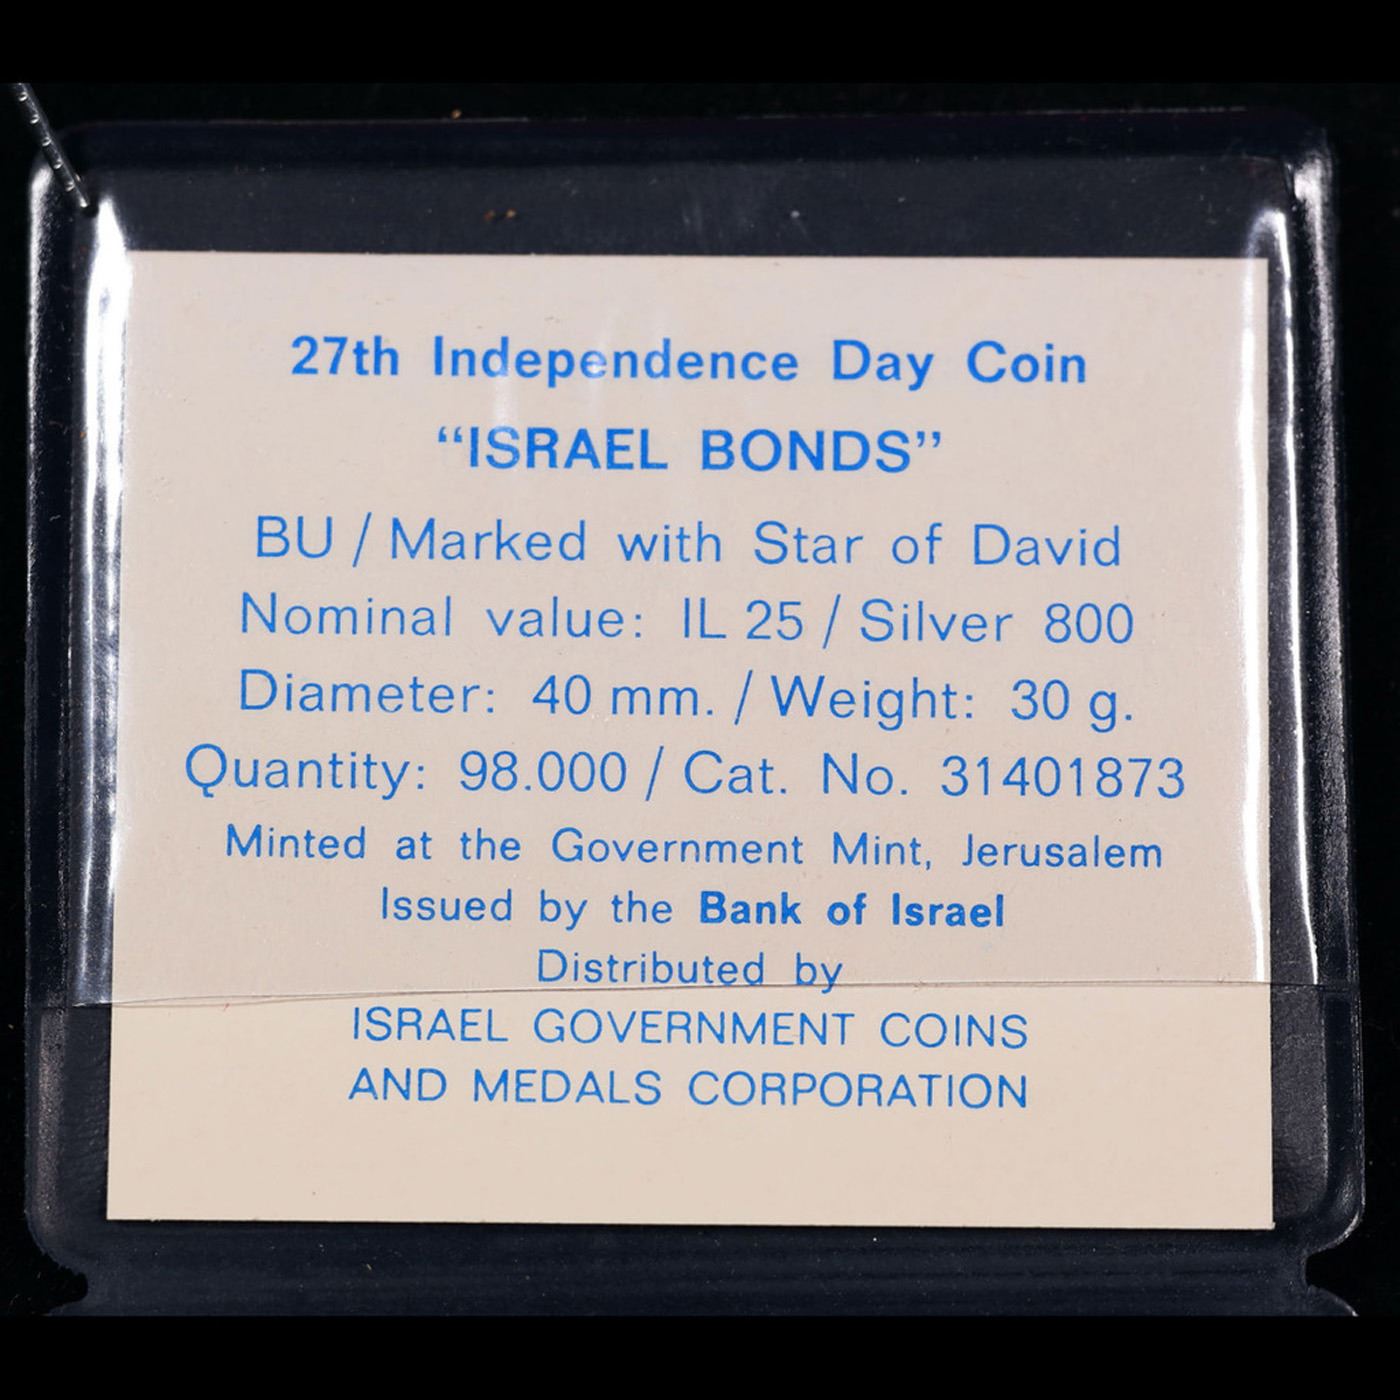 27th Independence Day Coin
“ISRAEL BONDS”
BU / Marked with Star of David
Nominal value: IL 25 / Silver 800
Diameter: 40 mm. / Weight: 30 g.
Quantity: 98.000 / Cat. No. 31401873
Minted at the Government Mint, Jerusalem
Issued by the Bank of Israel
Distributed by
ISRAEL GOVERNMENT COINS
AND MEDALS CORPORATION